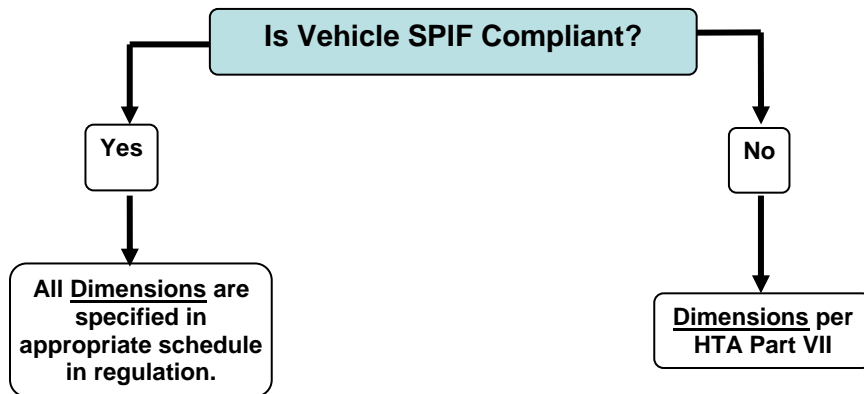 Is Vehicle SPIF Compliant?
Yes
No
All Dimensions are
specified in
appropriate schedule
in regulation.
Dimensions per
HTA Part VII